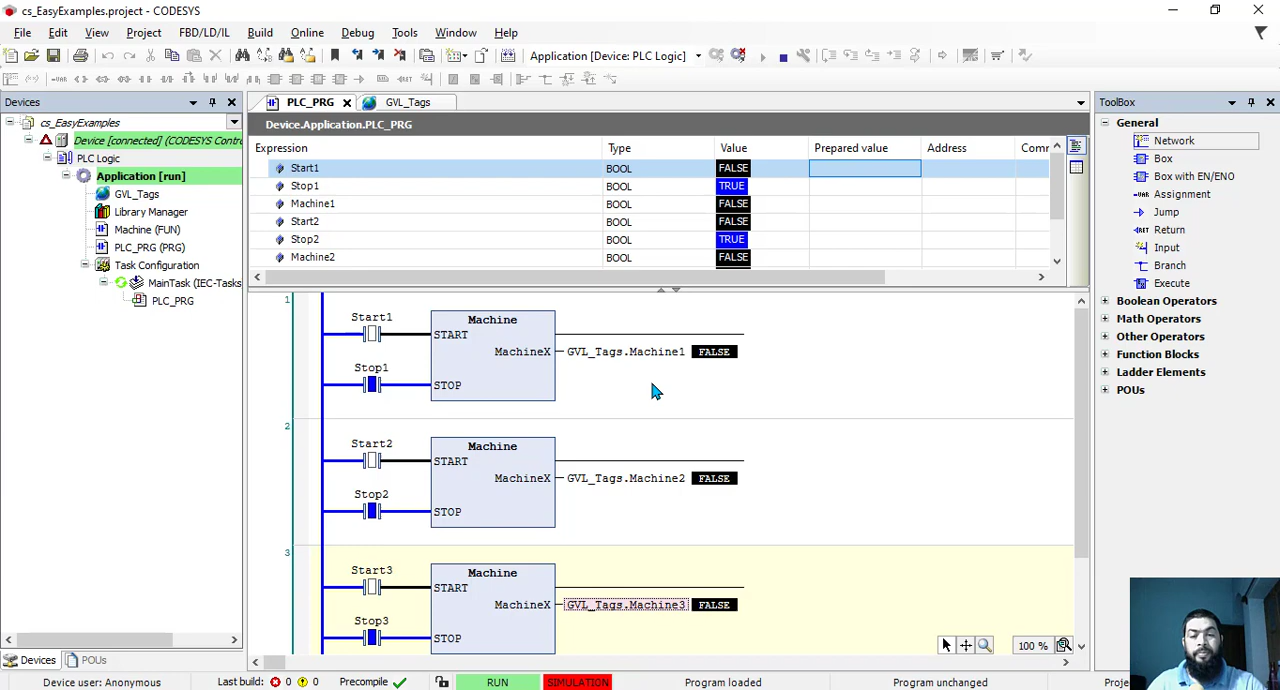 cs_EasyExamples.project - CODESYS
File Edit View Project FBD/LD/IL Build Online Debug Tools Window Help
Application [Device: PLC Logic]
Devices
cs_EasyExamples
Device [connected] (CODESYS Contro
PLC Logic
Application [run]
GVL_Tags
Library Manager
Machine (FUN)
PLC_PRG (PRG)
Task Configuration
MainTask (IEC-Tasks
PLC_PRG
Devices POUs
PLC_PRG GVL_Tags
Device.Application.PLC_PRG
Expression Type Value Prepared value Address Comm
Start1 BOOL FALSE
Stop1 BOOL TRUE
Machine1 BOOL FALSE
Start2 BOOL FALSE
Stop2 BOOL TRUE
Machine2 BOOL FALSE
1
Start1 Machine
START
MachineX GVL_Tags.Machine1 FALSE
Stop1
STOP
2
Start2 Machine
START
MachineX GVL_Tags.Machine2 FALSE
Stop2
STOP
3
Start3 Machine
START
MachineX GVL_Tags.Machine3 FALSE
Stop3
STOP
100 %
ToolBox
General
Network
Box
Box with EN/ENO
Assignment
Jump
Return
Input
Branch
Execute
Boolean Operators
Math Operators
Other Operators
Function Blocks
Ladder Elements
POUs
Device user: Anonymous Last build: 0 0 Precompile RUN SIMULATION Program loaded Program unchanged Proje